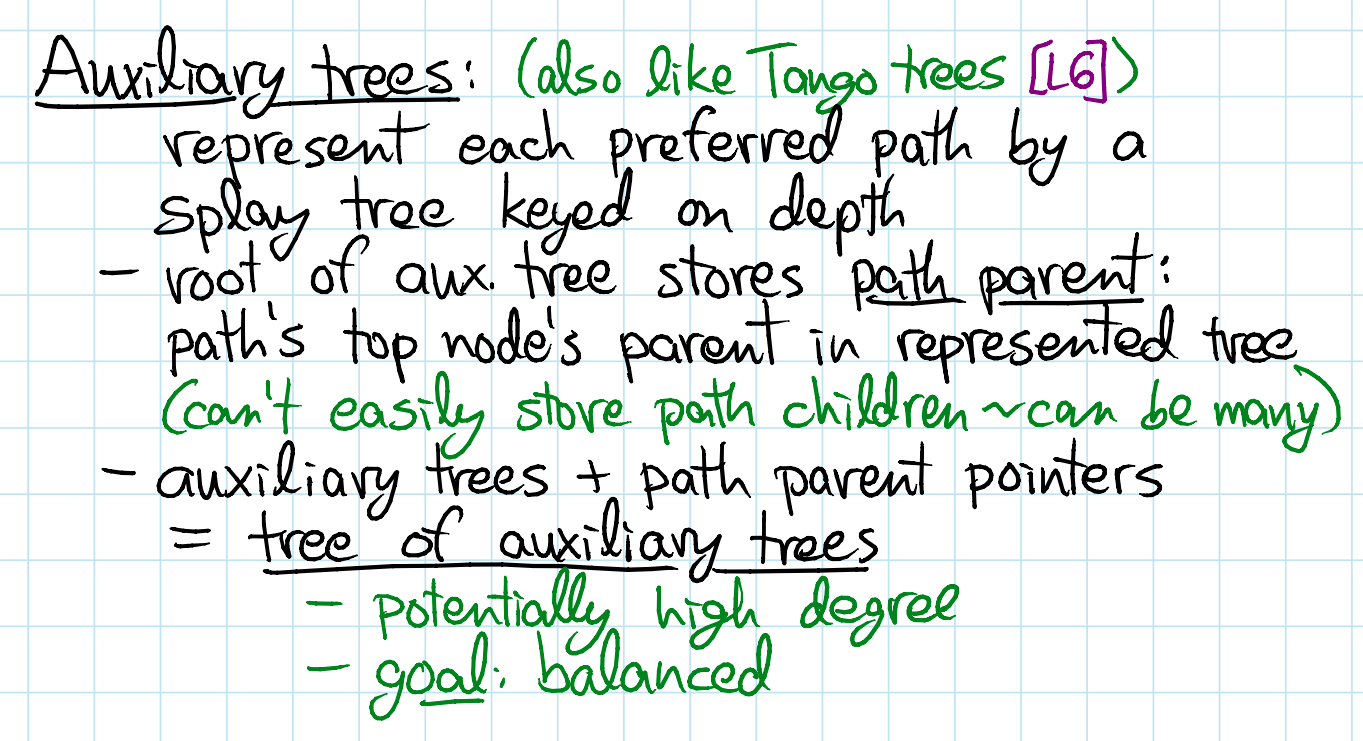 Auxiliary trees: (also like Tango trees [L6])
represent each preferred path by a
splay tree keyed on depth
- root of aux. tree stores path parent:
path's top node's parent in represented tree
(can't easily store path children ~ can be many)
- auxiliary trees + path parent pointers
= tree of auxiliary trees
- potentially high degree
- goal: balanced